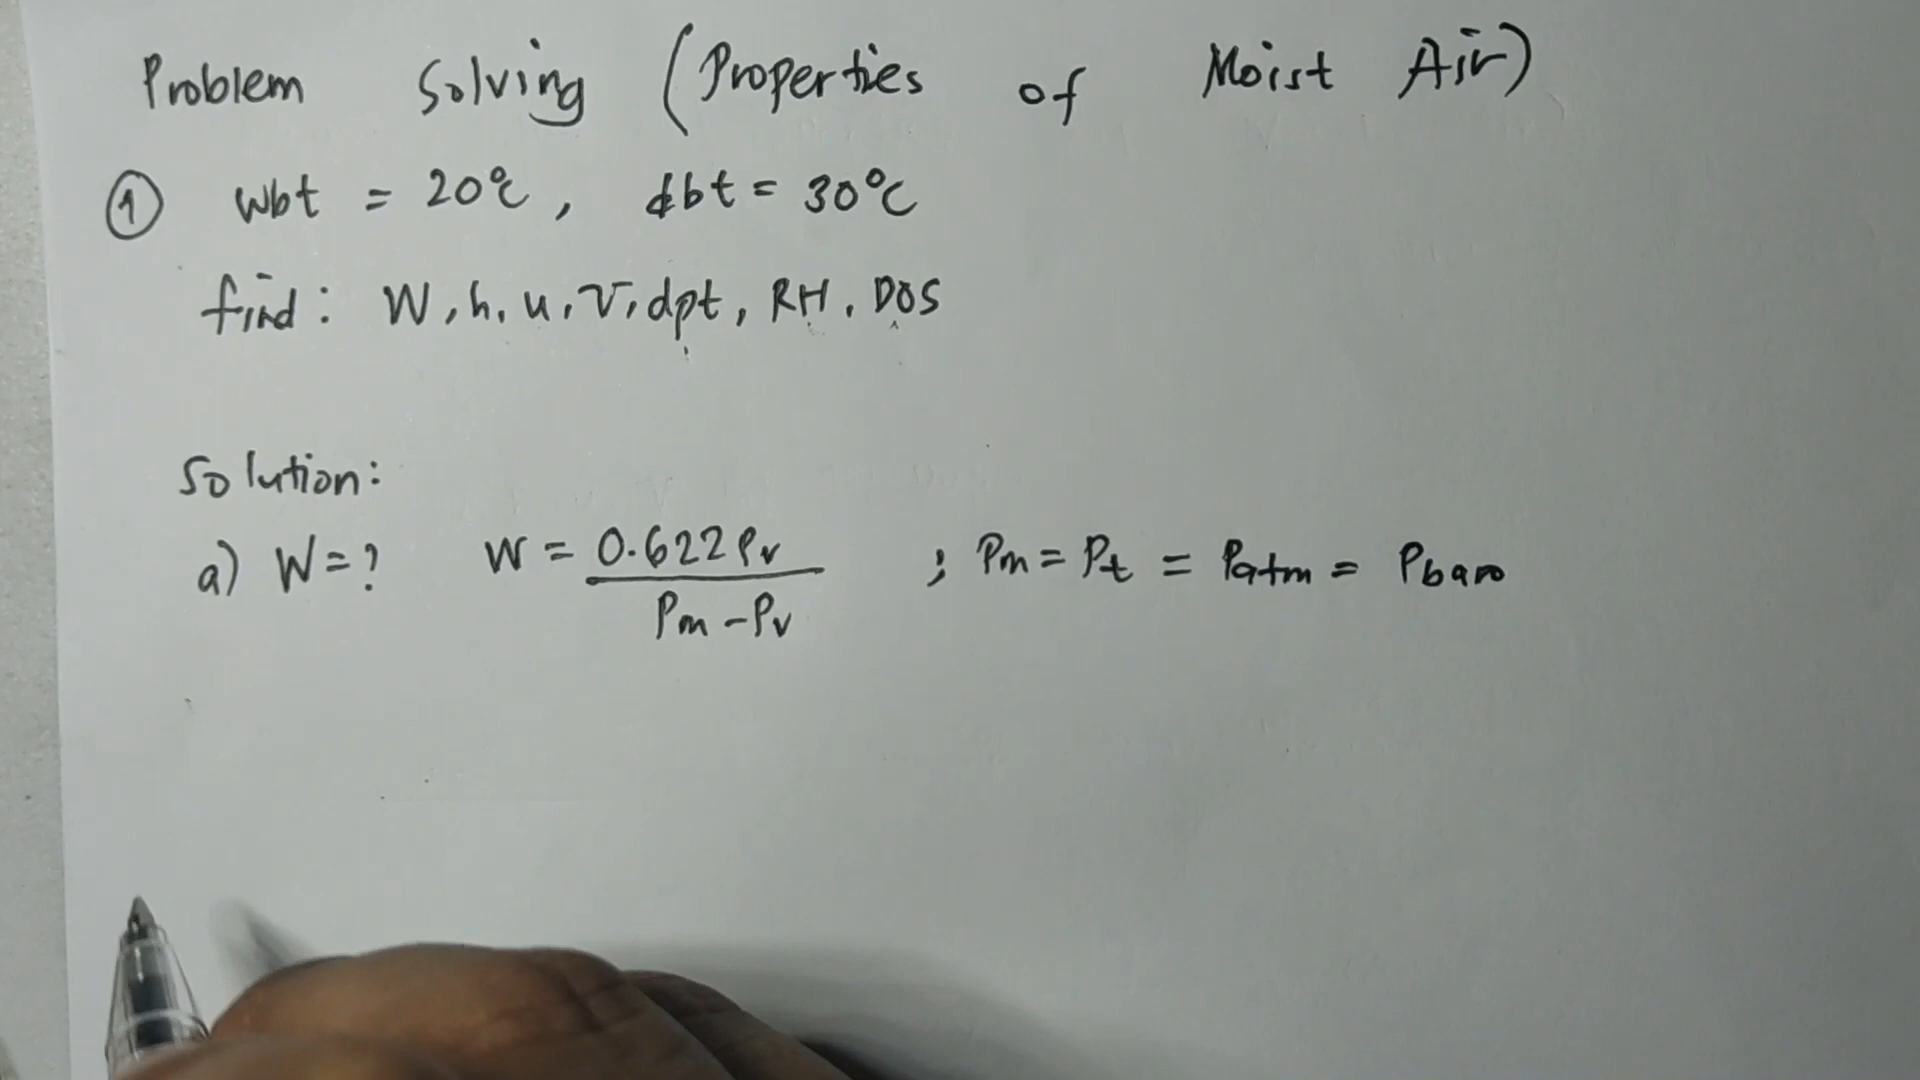 Problem Solving (Properties of Moist Air)
① Wbt = 20°C, dbt = 30°C
find: W, h, u, V, dpt, RH, DOS
Solution:
a) W = ? W = 0.622 Pv ; Pm = Pt = Patm = Pbaro
Pm - Pv